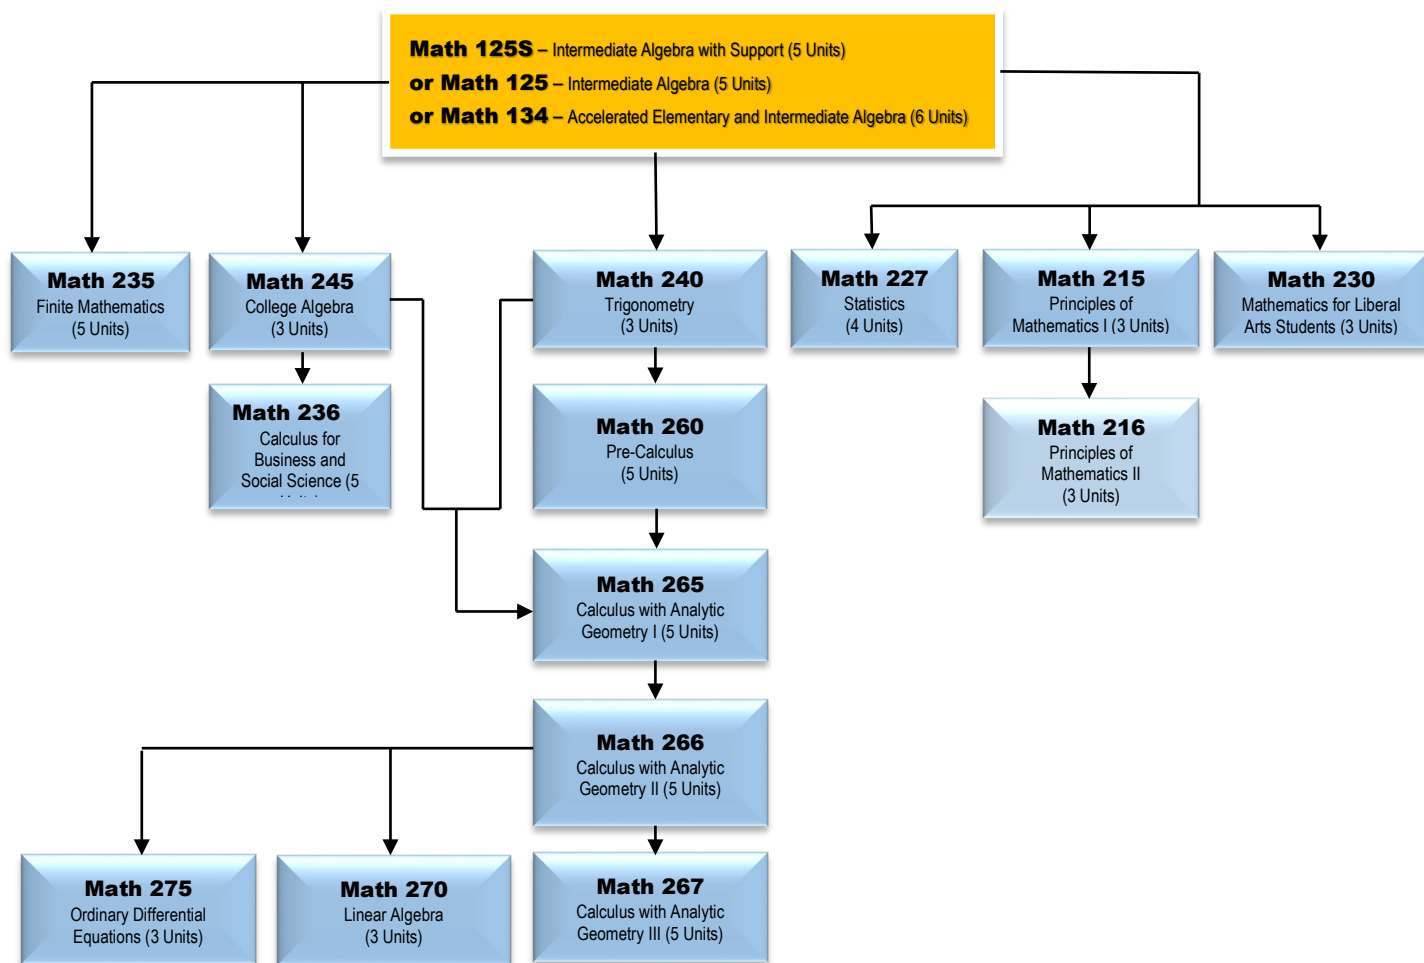 Math 125S – Intermediate Algebra with Support (5 Units)
or Math 125 – Intermediate Algebra (5 Units)
or Math 134 – Accelerated Elementary and Intermediate Algebra (6 Units)
Math 235
Finite Mathematics
(5 Units)
Math 245
College Algebra
(3 Units)
Math 240
Trigonometry
(3 Units)
Math 227
Statistics
(4 Units)
Math 215
Principles of
Mathematics I (3 Units)
Math 230
Mathematics for Liberal
Arts Students (3 Units)
Math 236
Calculus for
Business and
Social Science (5
Math 260
Pre-Calculus
(5 Units)
Math 216
Principles of
Mathematics II
(3 Units)
Math 265
Calculus with Analytic
Geometry I (5 Units)
Math 266
Calculus with Analytic
Geometry II (5 Units)
Math 275
Ordinary Differential
Equations (3 Units)
Math 270
Linear Algebra
(3 Units)
Math 267
Calculus with Analytic
Geometry III (5 Units)